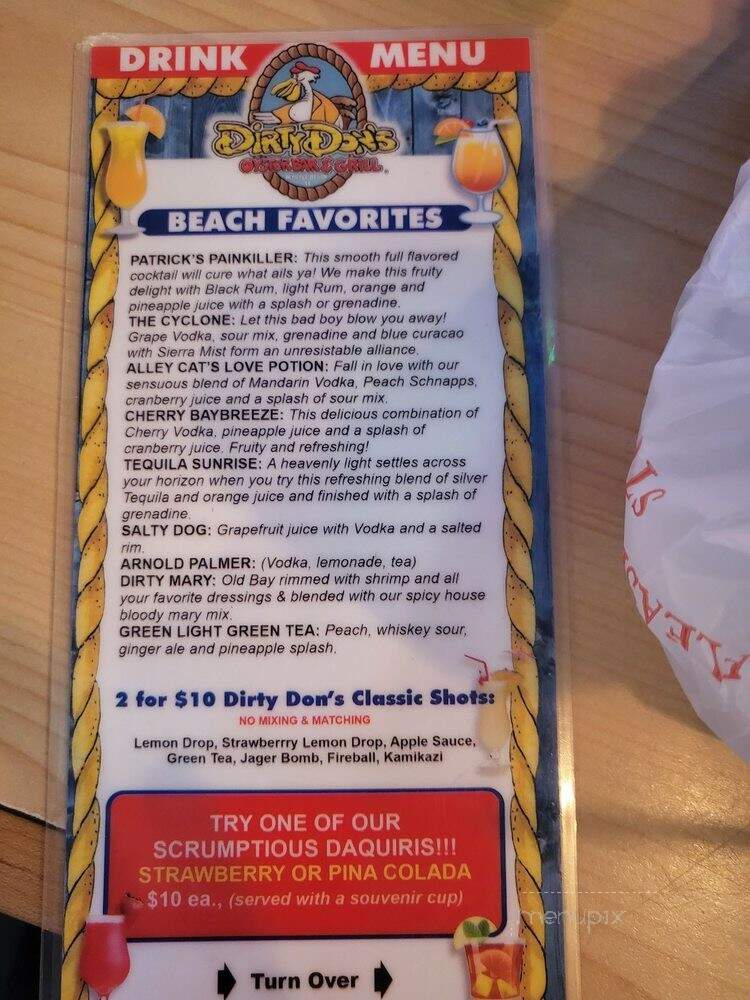 DRINK MENU
DIRTY DON'S
OYSTER BAR & GRILL
BEACH FAVORITES
PATRICK'S PAINKILLER: This smooth full flavored
cocktail will cure what ails ya! We make this fruity
delight with Black Rum, light Rum, orange and
pineapple juice with a splash or grenadine.
THE CYCLONE: Let this bad boy blow you away!
Grape Vodka, sour mix, grenadine and blue curacao
with Sierra Mist form an unresistable alliance.
ALLEY CAT'S LOVE POTION: Fall in love with our
sensuous blend of Mandarin Vodka, Peach Schnapps,
cranberry juice and a splash of sour mix.
CHERRY BAYBREEZE: This delicious combination of
Cherry Vodka, pineapple juice and a splash of
cranberry juice. Fruity and refreshing!
TEQUILA SUNRISE: A heavenly light settles across
your horizon when you try this refreshing blend of silver
Tequila and orange juice and finished with a splash of
grenadine.
SALTY DOG: Grapefruit juice with Vodka and a salted
rim.
ARNOLD PALMER: (Vodka, lemonade, tea)
DIRTY MARY: Old Bay rimmed with shrimp and all
your favorite dressings & blended with our spicy house
bloody mary mix.
GREEN LIGHT GREEN TEA: Peach, whiskey sour,
ginger ale and pineapple splash.
2 for $10 Dirty Don's Classic Shots:
NO MIXING & MATCHING
Lemon Drop, Strawberrry Lemon Drop, Apple Sauce,
Green Tea, Jager Bomb, Fireball, Kamikazi
TRY ONE OF OUR
SCRUMPTIOUS DAQUIRIS!!!
STRAWBERRY OR PINA COLADA
$10 ea., (served with a souvenir cup)
menupix
Turn Over